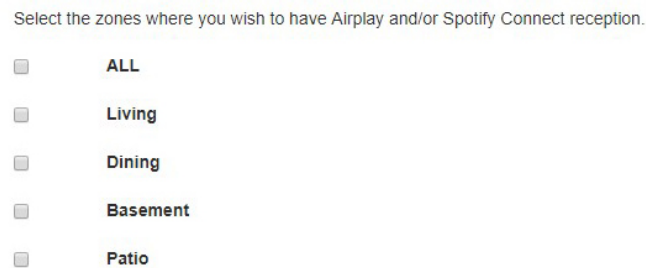 Select the zones where you wish to have Airplay and/or Spotify Connect reception.
ALL
Living
Dining
Basement
Patio